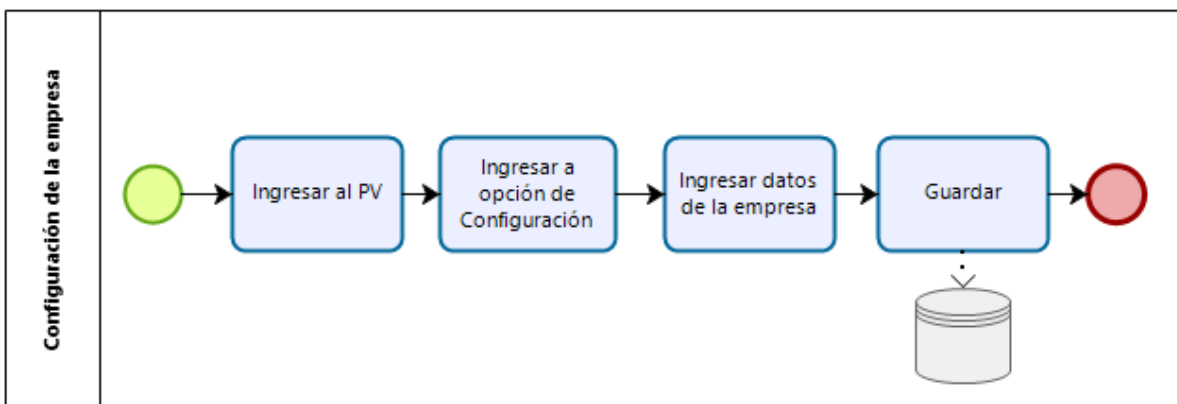 Configuración de la empresa
Ingresar al PV
Ingresar a
opción de
Configuración
Ingresar datos
de la empresa
Guardar